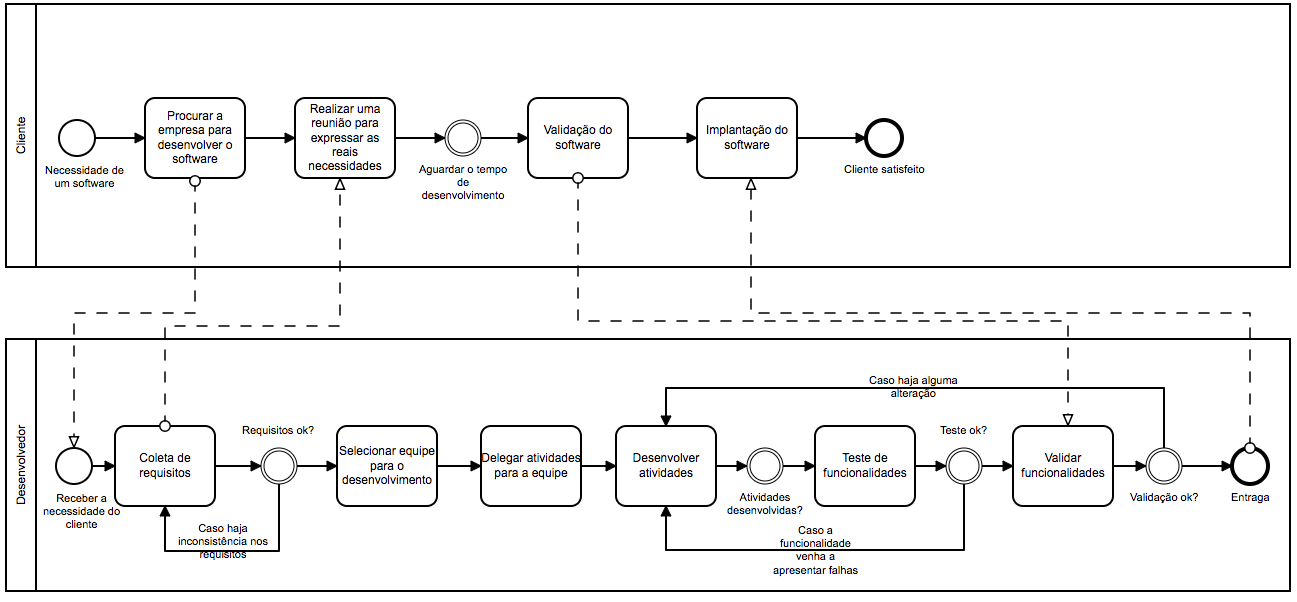 Cliente
Necessidade de
um software
Procurar a
empresa para
desenvolver o
software
Realizar uma
reunião para
expressar as
reais
necessidades
Aguardar o tempo
de
desenvolvimento
Validação do
software
Implantação do
software
Cliente satisfeito
Desenvolvedor
Receber a
necessidade do
cliente
Coleta de
requisitos
Requisitos ok?
Caso haja
inconsistência nos
requisitos
Selecionar equipe
para o
desenvolvimento
Delegar atividades
para a equipe
Desenvolver
atividades
Atividades
desenvolvidas?
Teste de
funcionalidades
Teste ok?
Caso a
funcionalidade
venha a
apresentar falhas
Caso haja alguma
alteração
Validar
funcionalidades
Validação ok?
Entraga